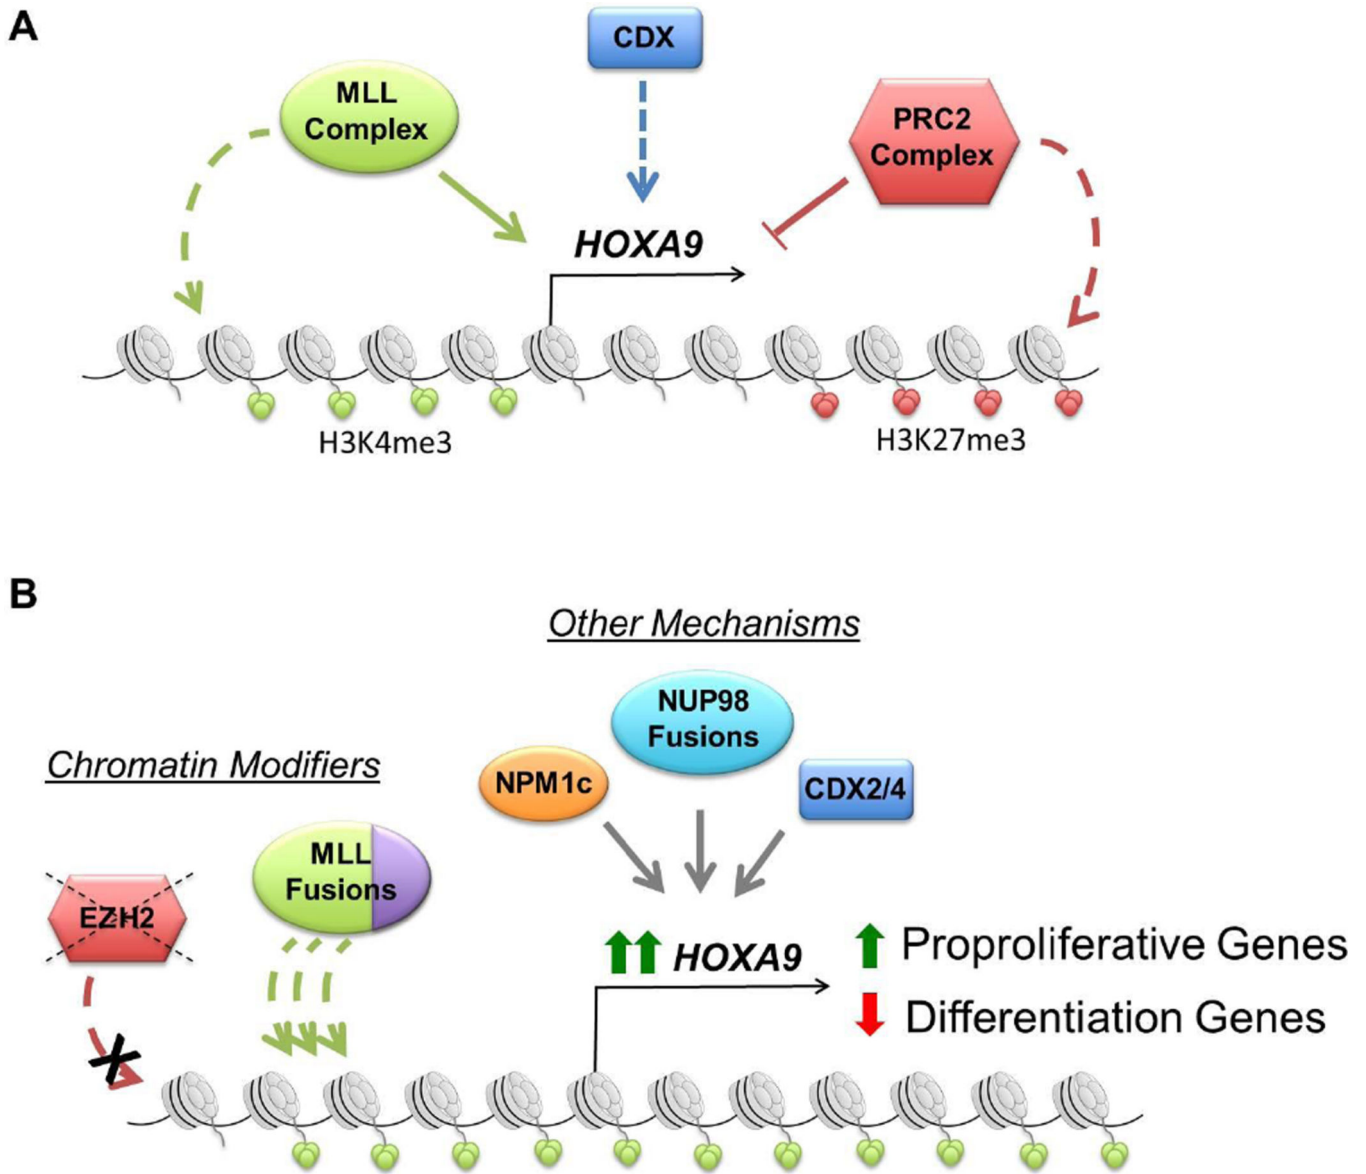 A
CDX
MLL
Complex
PRC2
Complex
HOXA9
H3K4me3
H3K27me3
B
Other Mechanisms
NUP98
Fusions
Chromatin Modifiers
NPM1c
CDX2/4
MLL
Fusions
EZH2
HOXA9
Proproliferative Genes
Differentiation Genes